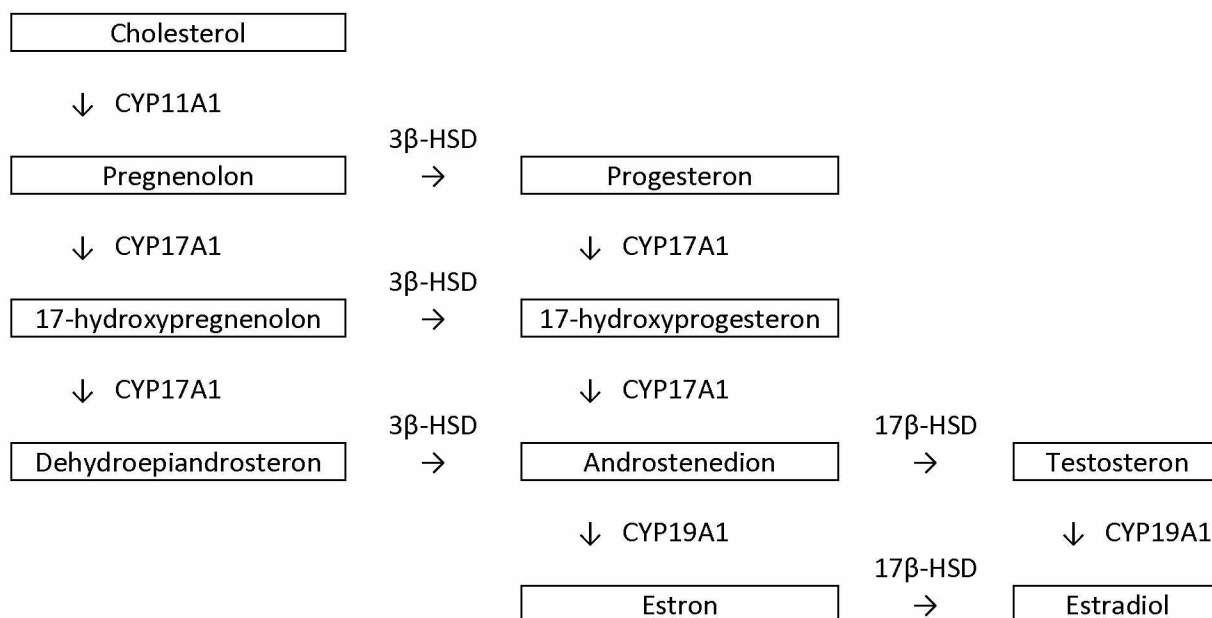 Cholesterol
↓ CYP11A1
3β-HSD
Pregnenolon → Progesteron
↓ CYP17A1 ↓ CYP17A1
3β-HSD
17-hydroxypregnenolon → 17-hydroxyprogesteron
↓ CYP17A1 ↓ CYP17A1
3β-HSD 17β-HSD
Dehydroepiandrosteron → Androstenedion → Testosteron
↓ CYP19A1 ↓ CYP19A1
17β-HSD
Estron → Estradiol